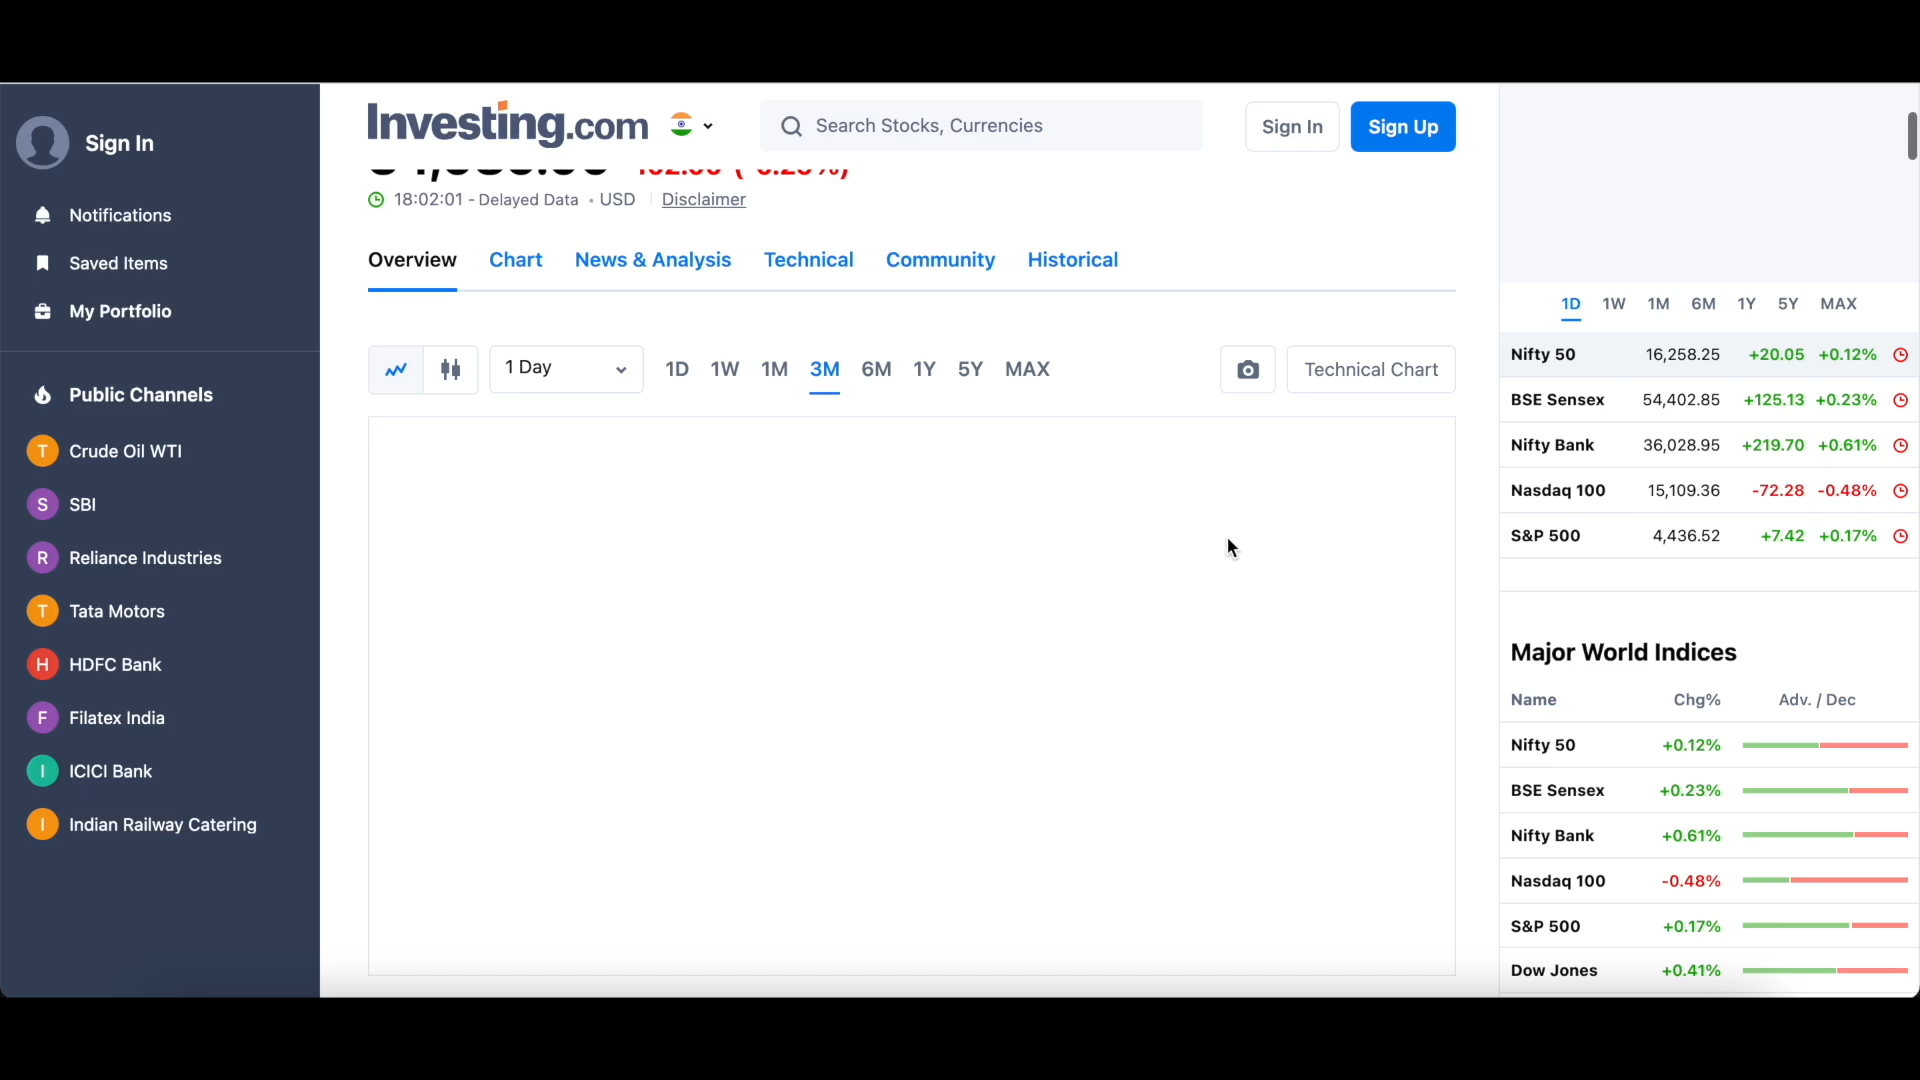 Sign In
Notifications
Saved Items
My Portfolio
Public Channels
T Crude Oil WTI
S SBI
R Reliance Industries
T Tata Motors
H HDFC Bank
F Filatex India
I ICICI Bank
I Indian Railway Catering
Investing.com
Search Stocks, Currencies
Sign In
Sign Up
18:02:01 - Delayed Data • USD
Disclaimer
Overview Chart News & Analysis Technical Community Historical
1 Day 1D 1W 1M 3M 6M 1Y 5Y MAX
Technical Chart
1D 1W 1M 6M 1Y 5Y MAX
Nifty 50 16,258.25 +20.05 +0.12%
BSE Sensex 54,402.85 +125.13 +0.23%
Nifty Bank 36,028.95 +219.70 +0.61%
Nasdaq 100 15,109.36 -72.28 -0.48%
S&P 500 4,436.52 +7.42 +0.17%
Major World Indices
Name Chg% Adv. / Dec
Nifty 50 +0.12%
BSE Sensex +0.23%
Nifty Bank +0.61%
Nasdaq 100 -0.48%
S&P 500 +0.17%
Dow Jones +0.41%